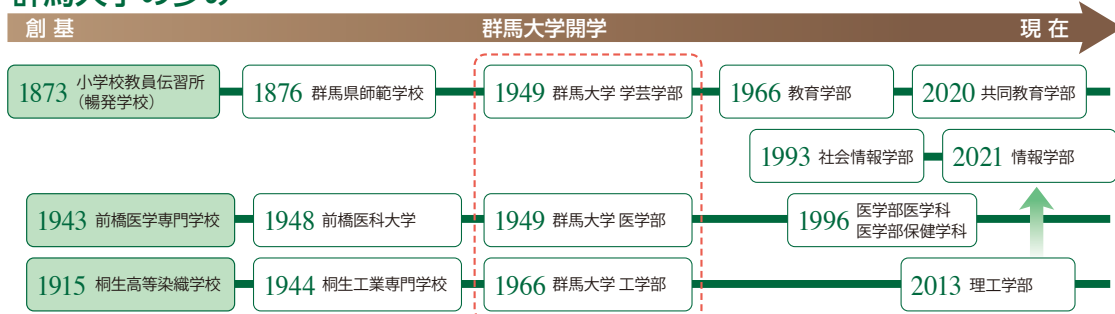 群馬大学の歩み
創基 群馬大学開学 現在
1873 小学校教員伝習所
(暢発学校)
1876 群馬県師範学校
1949 群馬大学 学芸学部
1966 教育学部
2020 共同教育学部
1993 社会情報学部
2021 情報学部
1943 前橋医学専門学校
1948 前橋医科大学
1949 群馬大学 医学部
1996 医学部医学科
医学部保健学科
1915 桐生高等染織学校
1944 桐生工業専門学校
1966 群馬大学 工学部
2013 理工学部